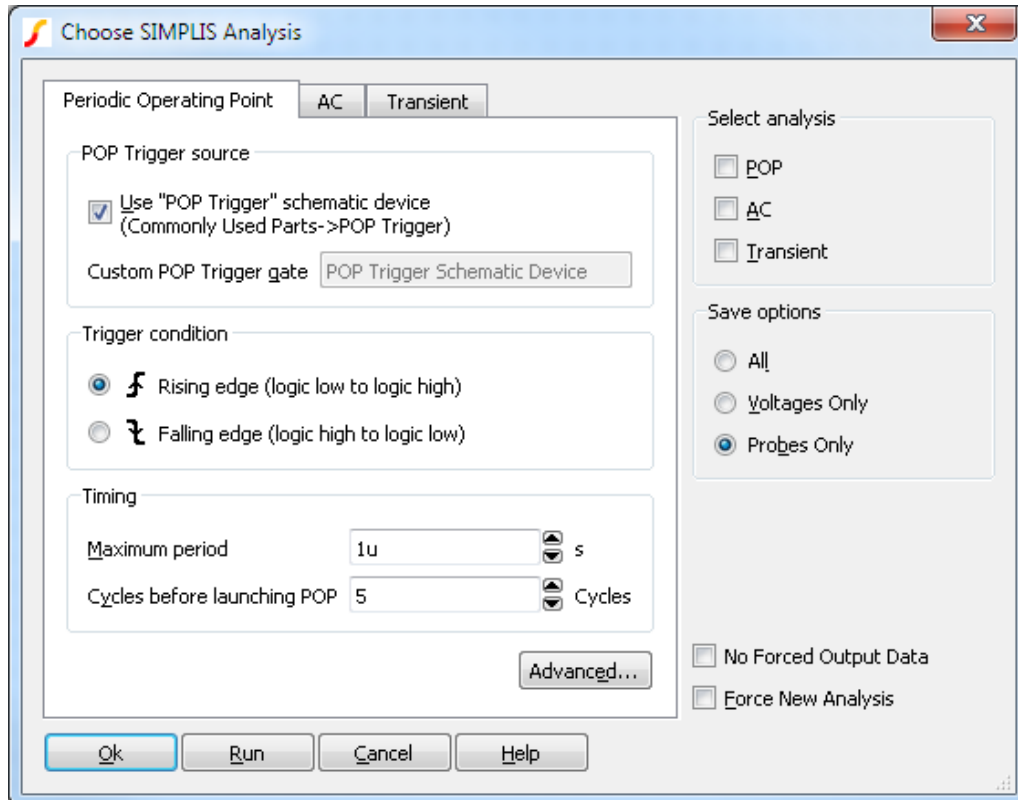 Choose SIMPLIS Analysis
Periodic Operating Point
AC
Transient
POP Trigger source
Use "POP Trigger" schematic device
(Commonly Used Parts->POP Trigger)
Custom POP Trigger gate
POP Trigger Schematic Device
Trigger condition
Rising edge (logic low to logic high)
Falling edge (logic high to logic low)
Timing
Maximum period
1u
s
Cycles before launching POP
5
Cycles
Advanced...
Select analysis
POP
AC
Transient
Save options
All
Voltages Only
Probes Only
No Forced Output Data
Force New Analysis
Ok
Run
Cancel
Help